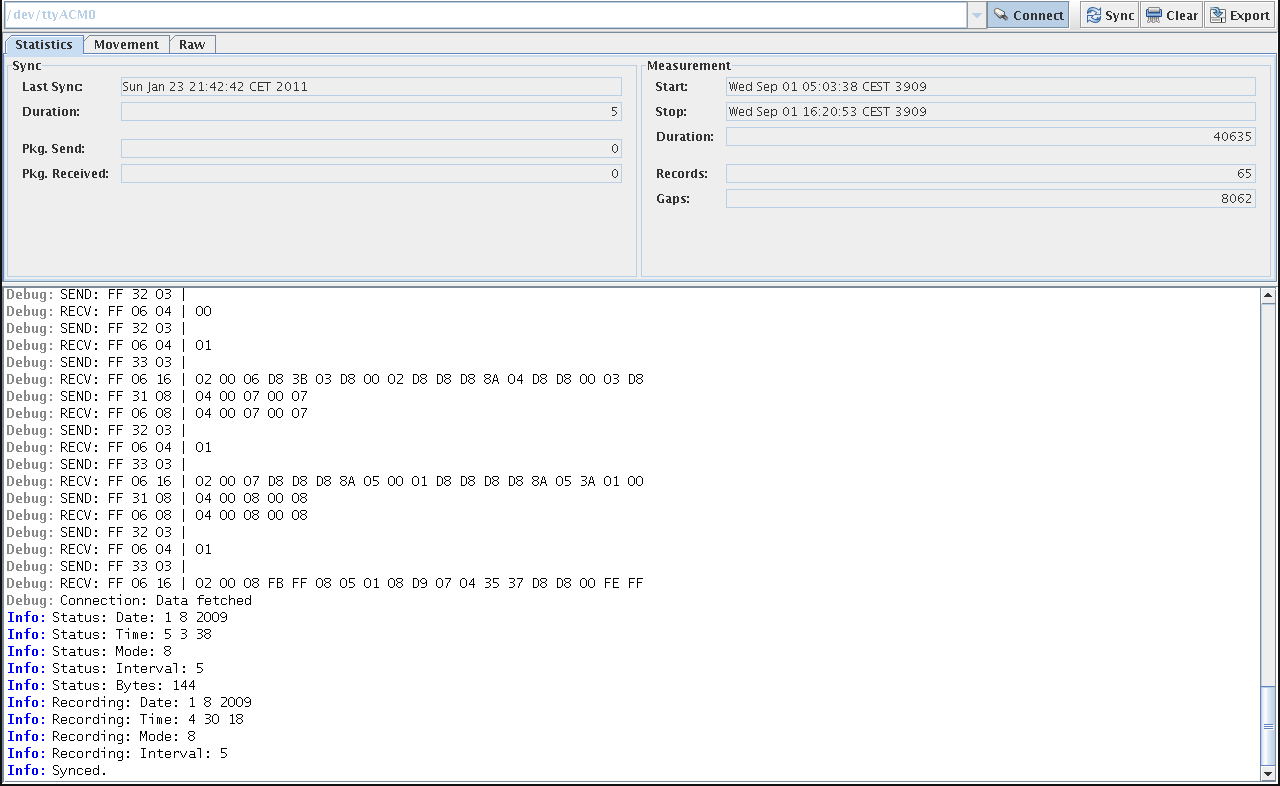 /dev/ttyACM0 Connect Sync Clear Export
Statistics Movement Raw
Sync
Last Sync: Sun Jan 23 21:42:42 CET 2011
Duration: 5
Pkg. Send: 0
Pkg. Received: 0
Measurement
Start: Wed Sep 01 05:03:38 CEST 3909
Stop: Wed Sep 01 16:20:53 CEST 3909
Duration: 40635
Records: 65
Gaps: 8062
Debug: SEND: FF 32 03 |
Debug: RECV: FF 06 04 | 00
Debug: SEND: FF 32 03 |
Debug: RECV: FF 06 04 | 01
Debug: SEND: FF 33 03 |
Debug: RECV: FF 06 16 | 02 00 06 D8 3B 03 D8 00 02 D8 D8 D8 8A 04 D8 D8 00 03 D8
Debug: SEND: FF 31 08 | 04 00 07 00 07
Debug: RECV: FF 06 08 | 04 00 07 00 07
Debug: SEND: FF 32 03 |
Debug: RECV: FF 06 04 | 01
Debug: SEND: FF 33 03 |
Debug: RECV: FF 06 16 | 02 00 07 D8 D8 D8 8A 05 00 01 D8 D8 D8 D8 8A 05 3A 01 00
Debug: SEND: FF 31 08 | 04 00 08 00 08
Debug: RECV: FF 06 08 | 04 00 08 00 08
Debug: SEND: FF 32 03 |
Debug: RECV: FF 06 04 | 01
Debug: SEND: FF 33 03 |
Debug: RECV: FF 06 16 | 02 00 08 FB FF 08 05 01 08 D9 07 04 35 37 D8 D8 00 FE FF
Debug: Connection: Data fetched
Info: Status: Date: 1 8 2009
Info: Status: Time: 5 3 38
Info: Status: Mode: 8
Info: Status: Interval: 5
Info: Status: Bytes: 144
Info: Recording: Date: 1 8 2009
Info: Recording: Time: 4 30 18
Info: Recording: Mode: 8
Info: Recording: Interval: 5
Info: Synced.